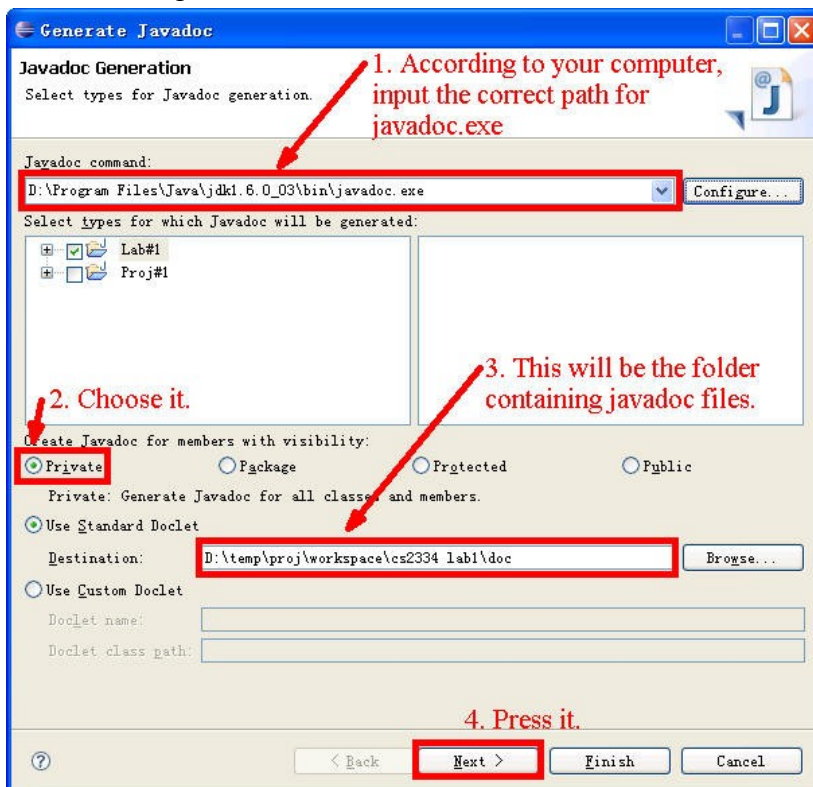 Generate Javadoc
Javadoc Generation
Select types for Javadoc generation.
1. According to your computer,
input the correct path for
javadoc.exe
Javadoc command:
D:\Program Files\Java\jdk1.6.0_03\bin\javadoc.exe
Configure...
Select types for which Javadoc will be generated:
Lab#1
Proj#1
3. This will be the folder
containing javadoc files.
2. Choose it.
Create Javadoc for members with visibility:
Private Package Protected Public
Private: Generate Javadoc for all classes and members.
Use Standard Doclet
Destination: D:\temp\proj\workspace\cs2334 lab1\doc Browse...
Use Custom Doclet
Doclet name:
Doclet class path:
4. Press it.
< Back Next > Finish Cancel